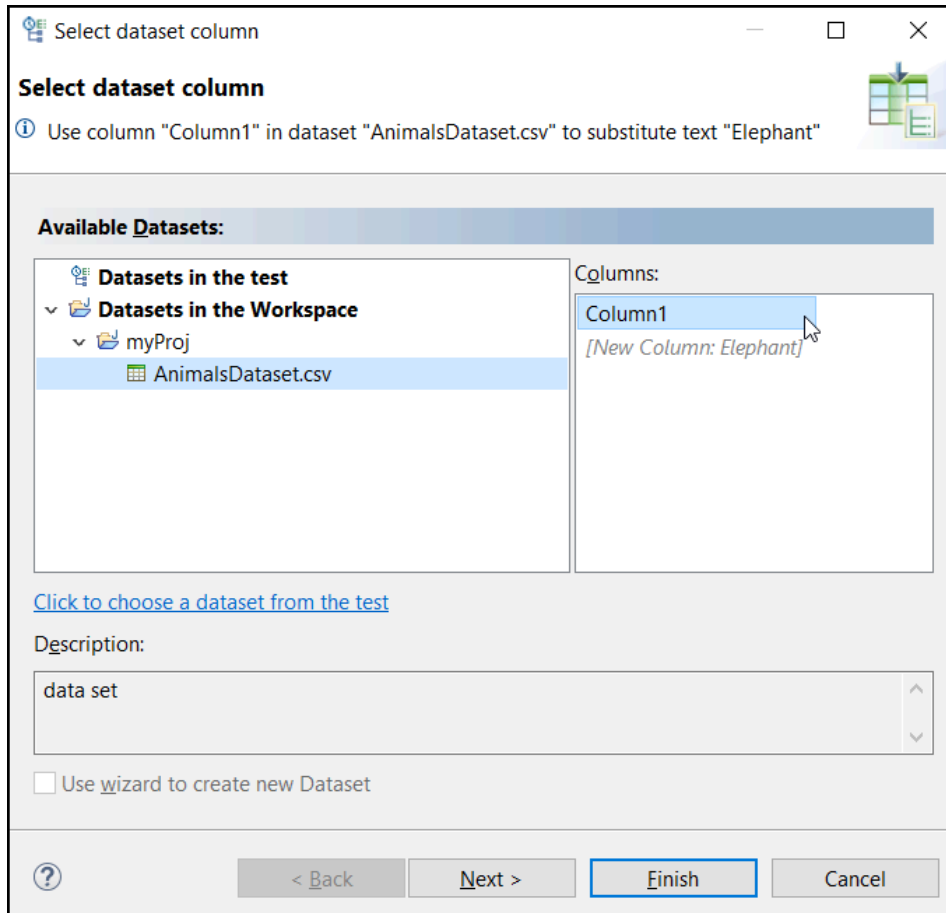 Select dataset column
Select dataset column
Use column "Column1" in dataset "AnimalsDataset.csv" to substitute text "Elephant"
Available Datasets:
Datasets in the test
Datasets in the Workspace
myProj
AnimalsDataset.csv
Columns:
Column1
[New Column: Elephant]
Click to choose a dataset from the test
Description:
data set
Use wizard to create new Dataset
< Back Next > Finish Cancel